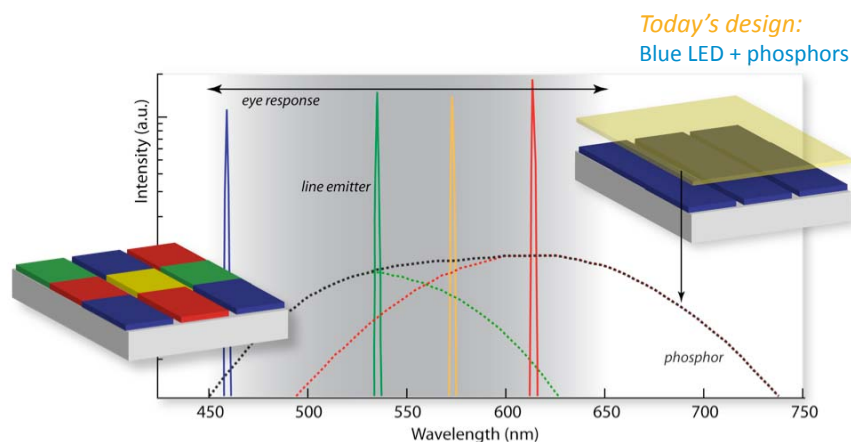 Today's design:
Blue LED + phosphors
eye response
Intensity (a.u.)
line emitter
phosphor
450 500 550 600 650 700 750
Wavelength (nm)